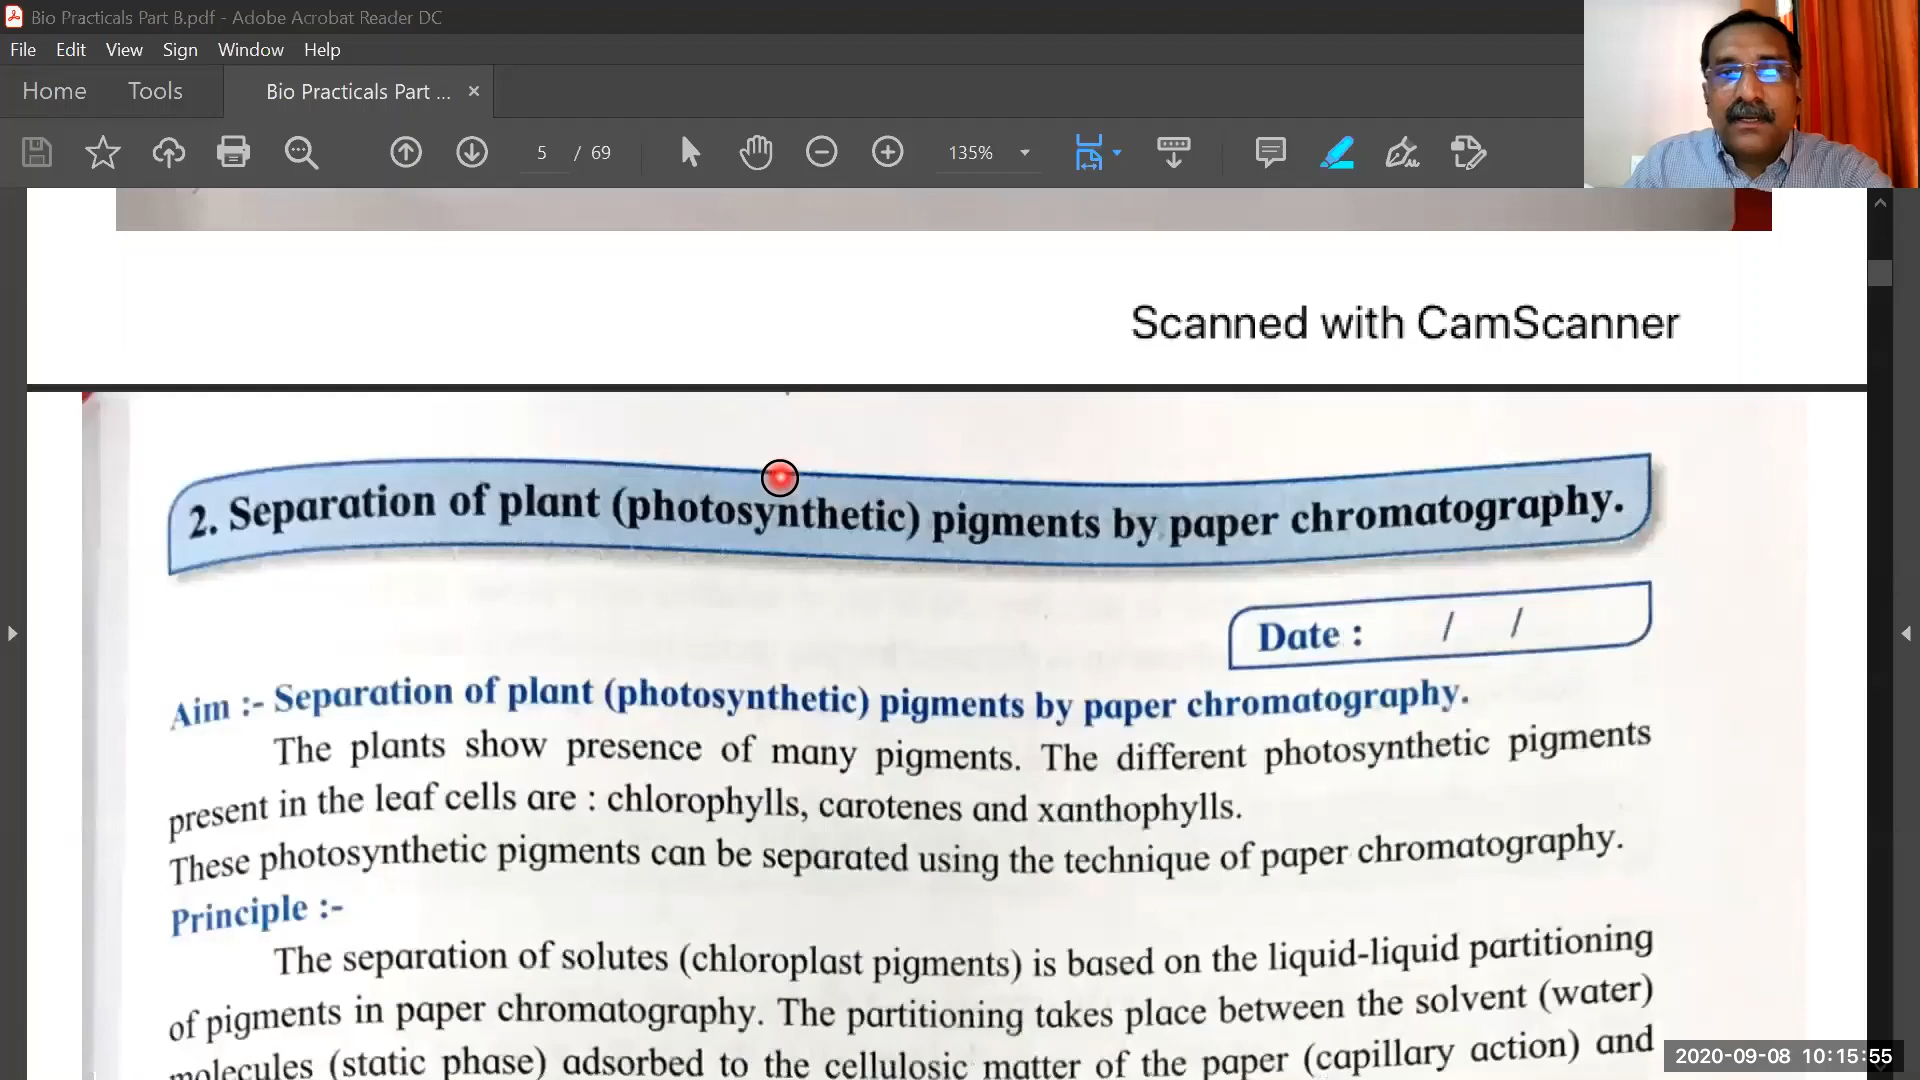 Bio Practicals Part B.pdf - Adobe Acrobat Reader DC
File Edit View Sign Window Help
Home Tools Bio Practicals Part ... ×
5 / 69 135%
Scanned with CamScanner
2. Separation of plant (photosynthetic) pigments by paper chromatography.
Date : / /
Aim :- Separation of plant (photosynthetic) pigments by paper chromatography.
The plants show presence of many pigments. The different photosynthetic pigments
present in the leaf cells are : chlorophylls, carotenes and xanthophylls.
These photosynthetic pigments can be separated using the technique of paper chromatography.
Principle :-
The separation of solutes (chloroplast pigments) is based on the liquid-liquid partitioning
of pigments in paper chromatography. The partitioning takes place between the solvent (water)
molecules (static phase) adsorbed to the cellulosic matter of the paper (capillary action) and
2020-09-08 10:15:55